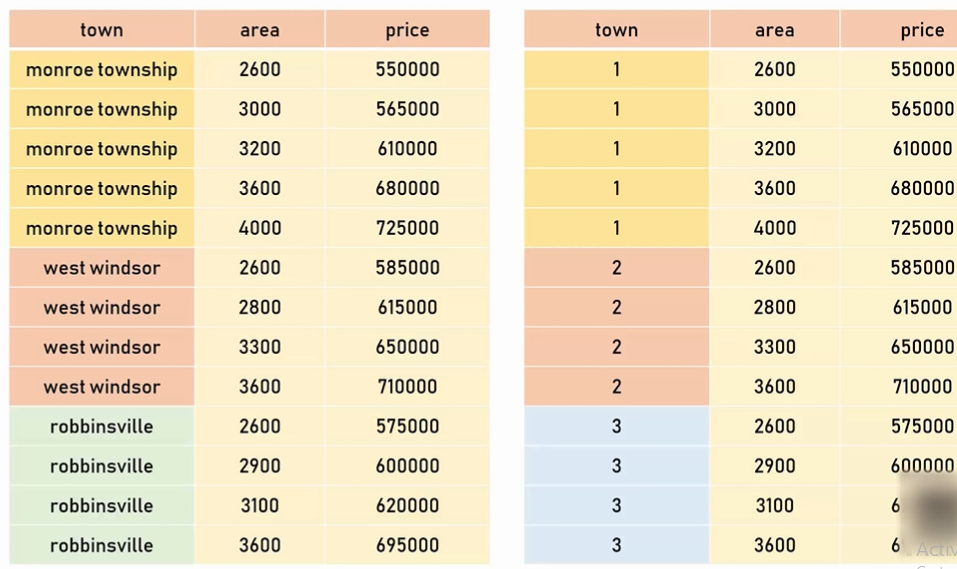 town area price town area price
monroe township 2600 550000 1 2600 550000
monroe township 3000 565000 1 3000 565000
monroe township 3200 610000 1 3200 610000
monroe township 3600 680000 1 3600 680000
monroe township 4000 725000 1 4000 725000
west windsor 2600 585000 2 2600 585000
west windsor 2800 615000 2 2800 615000
west windsor 3300 650000 2 3300 650000
west windsor 3600 710000 2 3600 710000
robbinsville 2600 575000 3 2600 575000
robbinsville 2900 600000 3 2900 600000
robbinsville 3100 620000 3 3100 6
robbinsville 3600 695000 3 3600 6
Activ